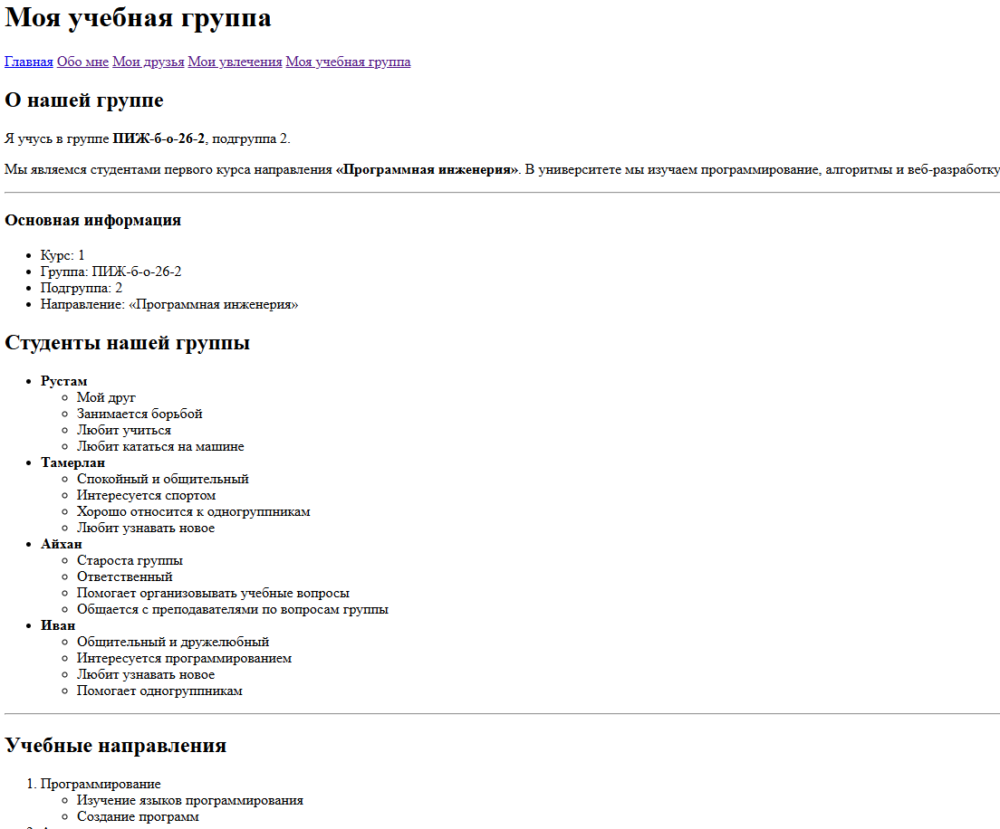 Моя учебная группа
Главная Обо мне Мои друзья Мои увлечения Моя учебная группа
О нашей группе
Я учусь в группе ПИЖ-б-о-26-2, подгруппа 2.
Мы являемся студентами первого курса направления «Программная инженерия». В университете мы изучаем программирование, алгоритмы и веб-разработку
Основная информация
• Курс: 1
• Группа: ПИЖ-б-о-26-2
• Подгруппа: 2
• Направление: «Программная инженерия»
Студенты нашей группы
• Рустам
◦ Мой друг
◦ Занимается борьбой
◦ Любит учиться
◦ Любит кататься на машине
• Тамерлан
◦ Спокойный и общительный
◦ Интересуется спортом
◦ Хорошо относится к одногруппникам
◦ Любит узнавать новое
• Айхан
◦ Староста группы
◦ Ответственный
◦ Помогает организовывать учебные вопросы
◦ Общается с преподавателями по вопросам группы
• Иван
◦ Общительный и дружелюбный
◦ Интересуется программированием
◦ Любит узнавать новое
◦ Помогает одногруппникам
Учебные направления
1. Программирование
◦ Изучение языков программирования
◦ Создание программ